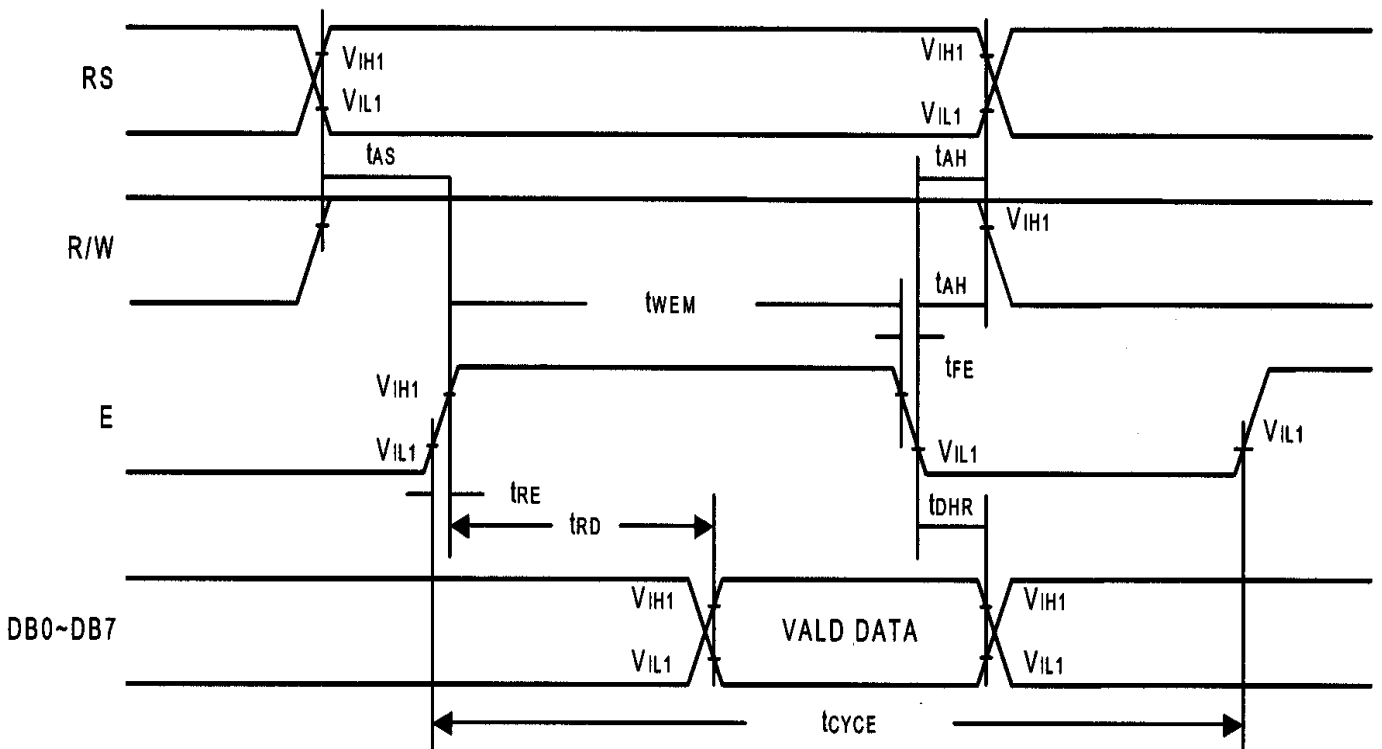 RS
VIH1
VIL1
VIH1
VIL1
tAS
tAH
R/W
VIH1
tWEM
tAH
tFE
E
VIH1
VIL1
VIL1
VIL1
tRE
tRD
tDHR
DB0~DB7
VIH1
VIL1
VALD DATA
VIH1
VIL1
tCYCE